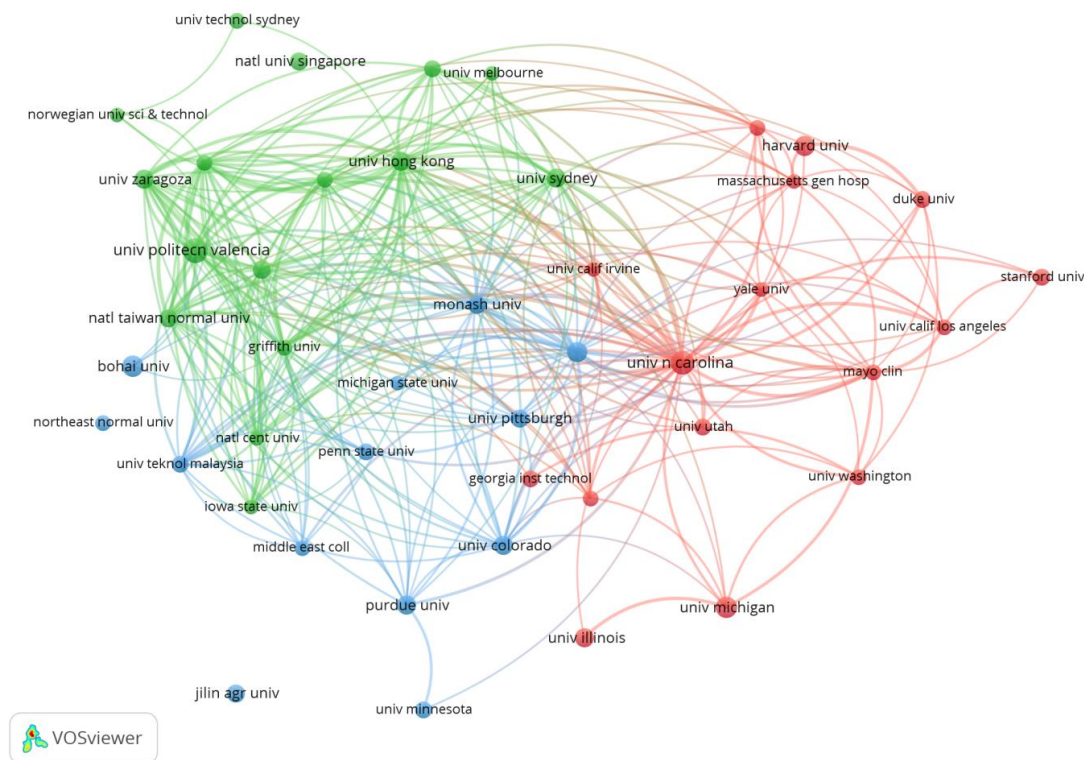 univ technol sydney
natl univ singapore
univ melbourne
norwegian univ sci & technol
harvard univ
univ hong kong
univ zaragoza
univ sydney
massachusetts gen hosp
duke univ
univ politecn valencia
univ calif irvine
stanford univ
yale univ
monash univ
natl taiwan normal univ
univ calif los angeles
griffith univ
bohai univ
univ n carolina
mayo clin
michigan state univ
univ pittsburgh
northeast normal univ
univ utah
natl cent univ
penn state univ
univ teknol malaysia
georgia inst technol
univ washington
iowa state univ
middle east coll
univ colorado
purdue univ
univ michigan
univ illinois
jilin agr univ
univ minnesota
VOSviewer